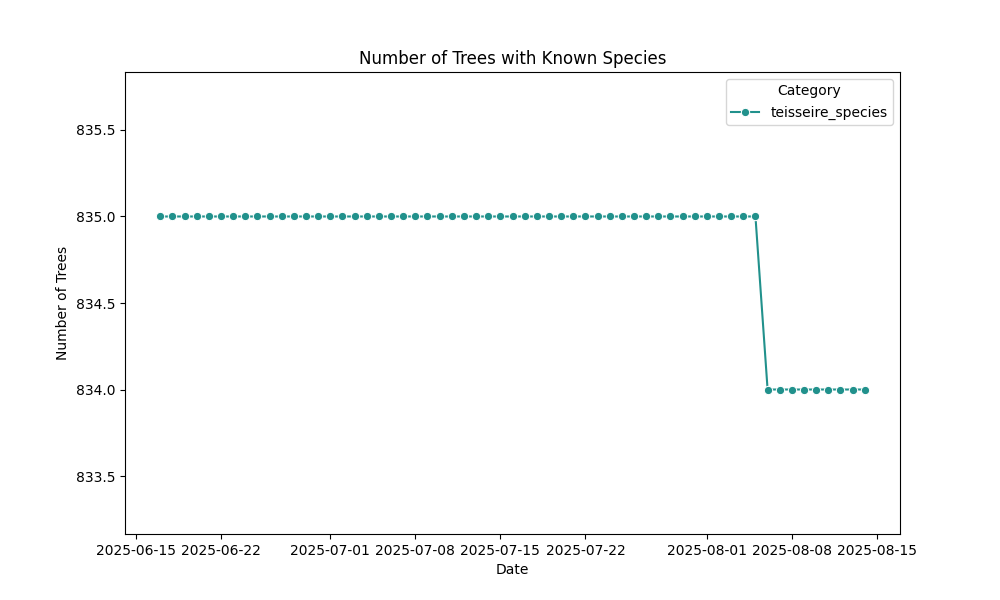 Number of Trees with Known Species
Category
teisseire_species
835.5
835.0
834.5
834.0
833.5
Number of Trees
2025-06-15 2025-06-22 2025-07-01 2025-07-08 2025-07-15 2025-07-22 2025-08-01 2025-08-08 2025-08-15
Date